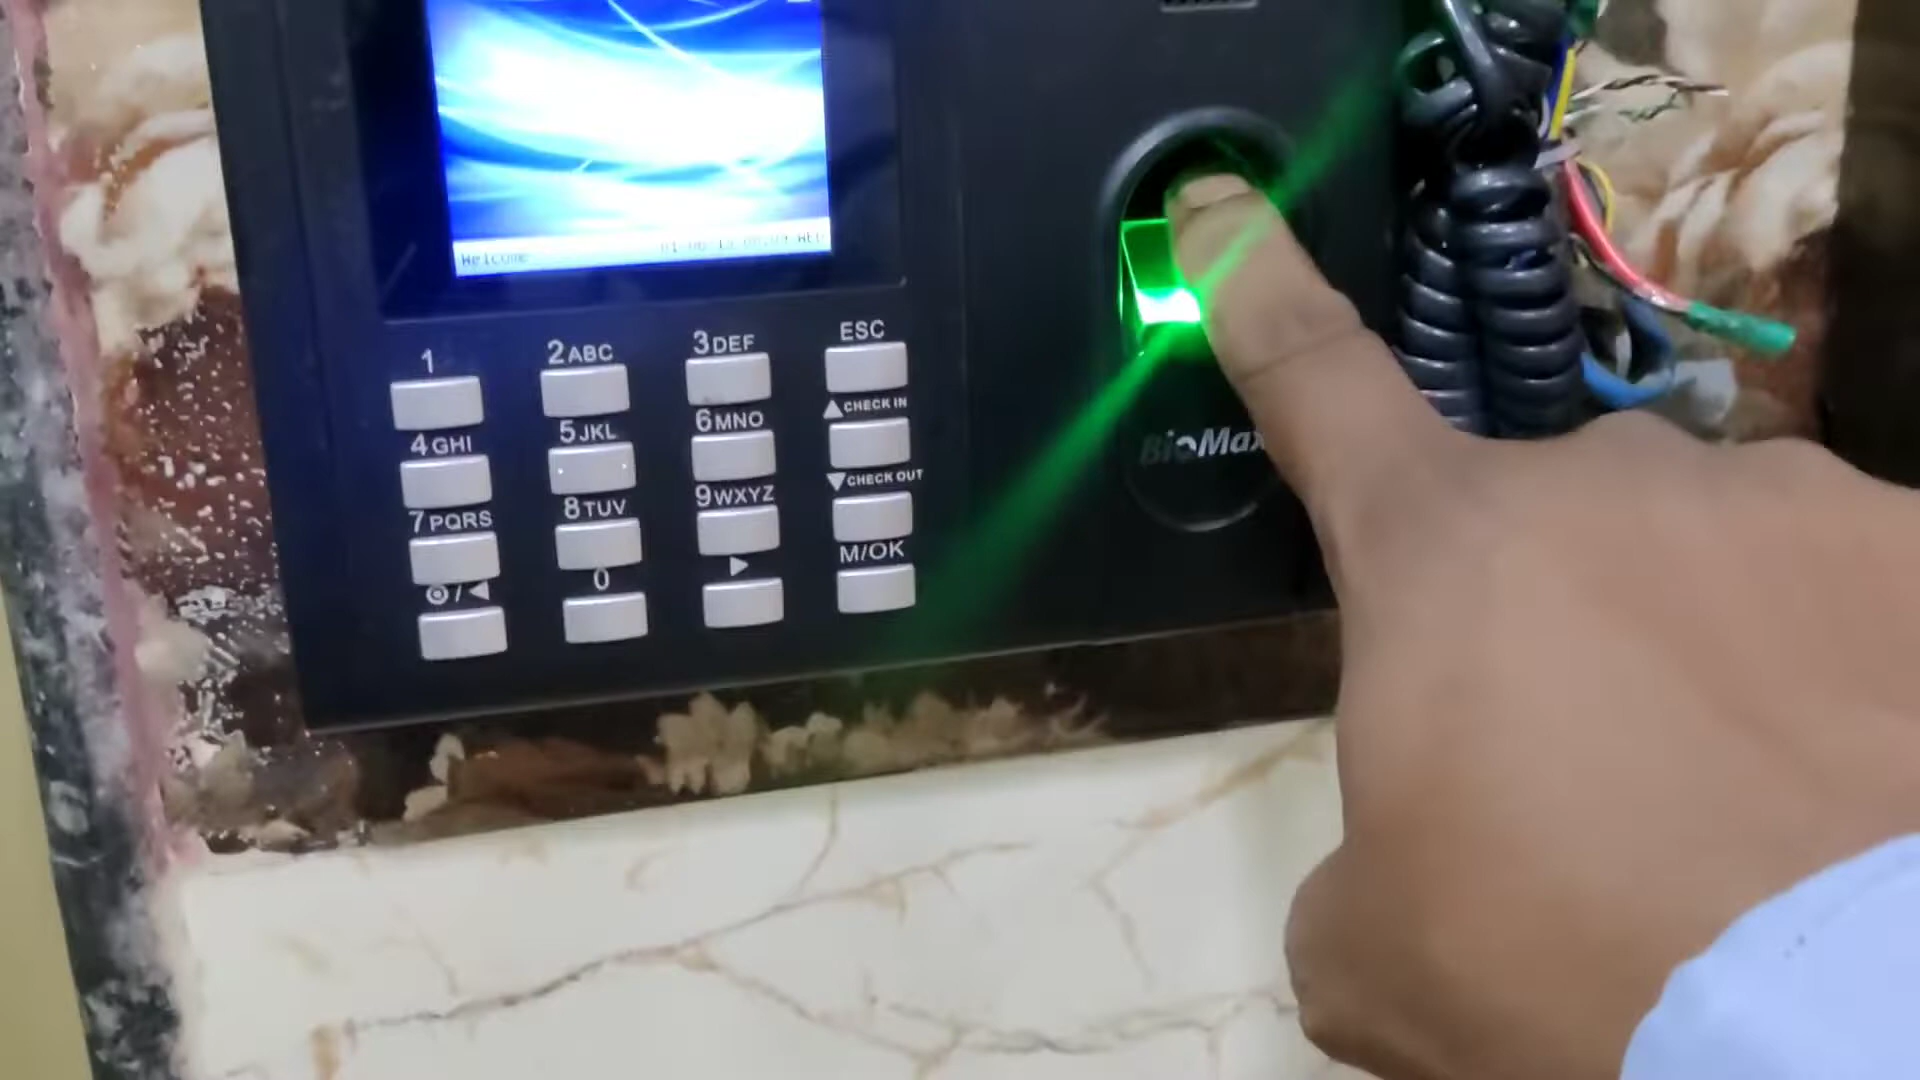 Welcome
1 2ABC 3DEF ESC
▲CHECK IN
4GHI 5JKL 6MNO
▼CHECK OUT
7PQRS 8TUV 9WXYZ
M/OK
◎/◀ 0 ▶
BioMax